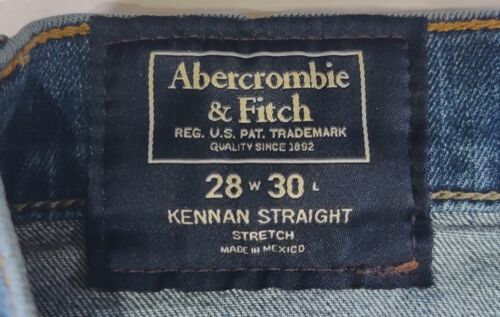 Abercrombie
& Fitch
REG. U.S. PAT. TRADEMARK
QUALITY SINCE 1892
28 W 30 L
KENNAN STRAIGHT
STRETCH
MADE IN MEXICO